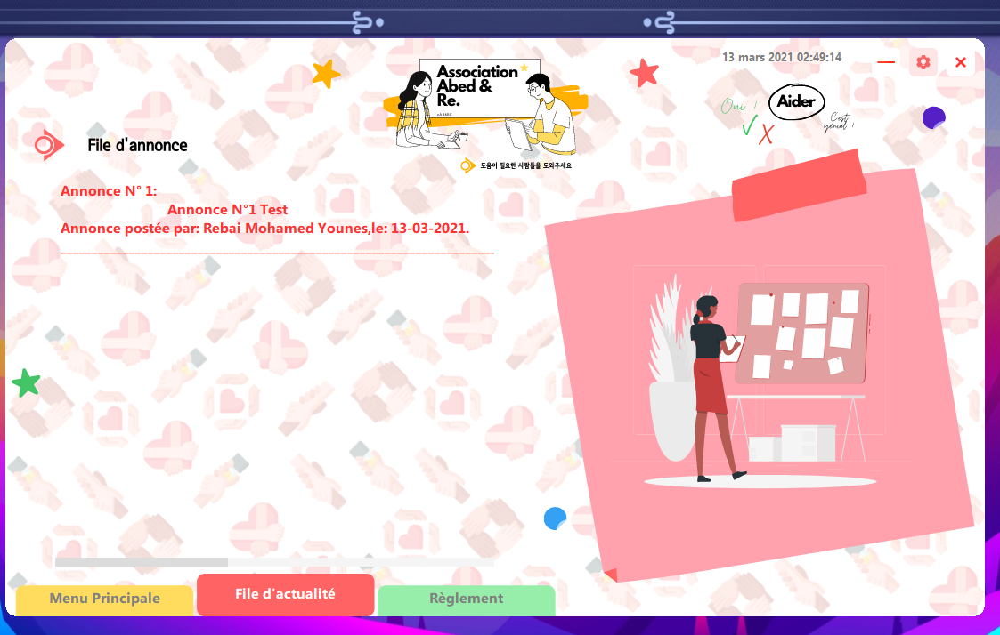 13 mars 2021 02:49:14
Association
Abed &
Re.
Oui !
Aider
C'est
génial !
도움이 필요한 사람들을 도와주세요
File d'annonce
Annonce N° 1:
Annonce N°1 Test
Annonce postée par: Rebai Mohamed Younes,le: 13-03-2021.
Menu Principale
File d'actualité
Règlement